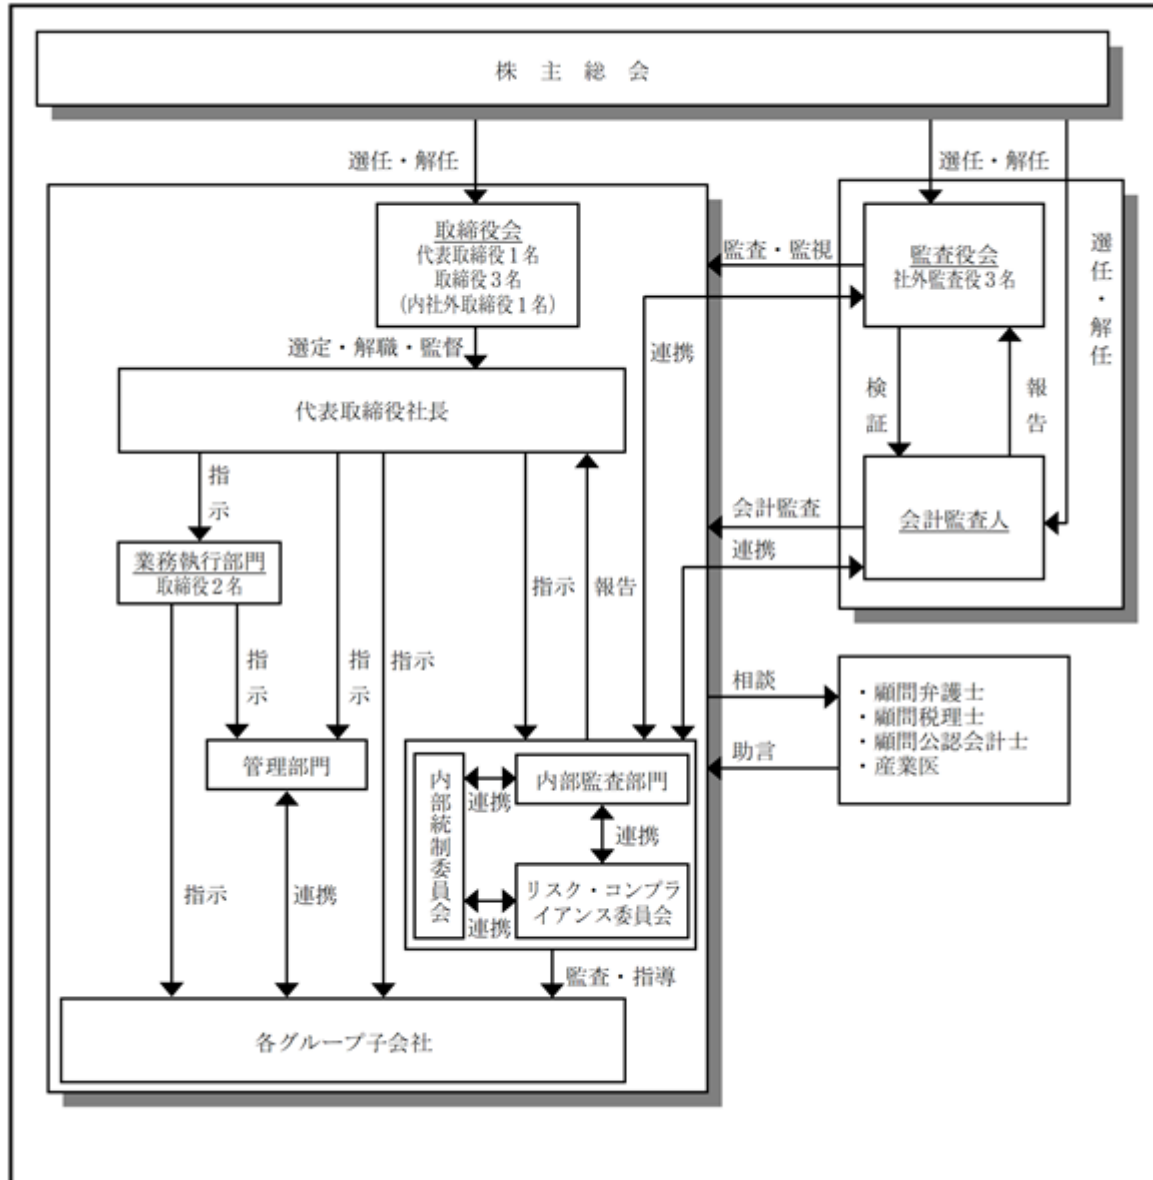 株主総会
選任・解任
選任・解任
選任・解任
取締役会
代表取締役1名
取締役3名
(内社外取締役1名)
監査・監視
監査役会
社外監査役3名
選定・解職・監督
連携
検証
報告
代表取締役社長
指示
会計監査
会計監査人
連携
業務執行部門
取締役2名
指示
報告
指示
指示
指示
相談
・顧問弁護士
・顧問税理士
・顧問公認会計士
・産業医
助言
管理部門
内部統制委員会
連携
内部監査部門
連携
リスク・コンプラ
イアンス委員会
連携
指示
連携
監査・指導
各グループ子会社